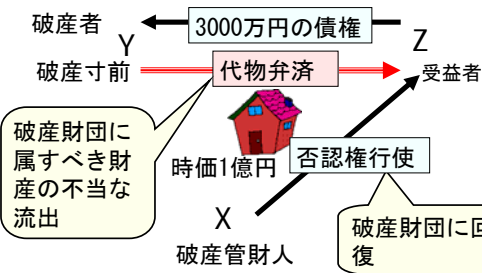 破産者
3000万円の債権
Y
Z
破産寸前
代物弁済
受益者
破産財団に
属すべき財
産の不当な
流出
時価1億円
否認権行使
X
破産管財人
破産財団に回
復